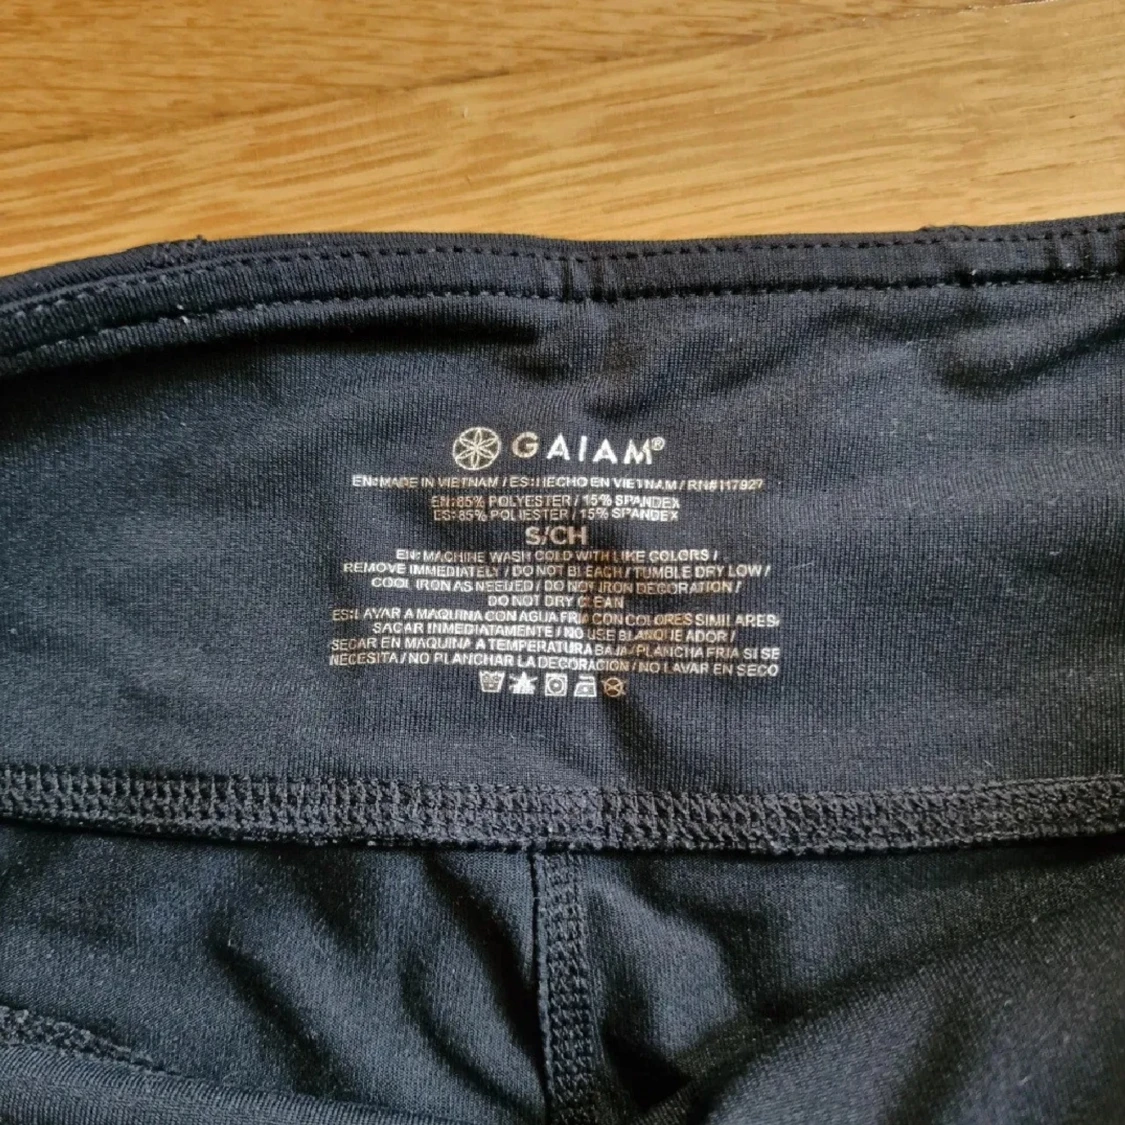 GAIAM®
EN: MADE IN VIETNAM / ES: HECHO EN VIETNAM / RN# 117927
EN: 85% POLYESTER / 15% SPANDEX
ES: 85% POLIESTER / 15% SPANDEX
S/CH
EN: MACHINE WASH COLD WITH LIKE COLORS /
REMOVE IMMEDIATELY / DO NOT BLEACH / TUMBLE DRY LOW /
COOL IRON AS NEEDED / DO NOT IRON DECORATION /
DO NOT DRY CLEAN
ES: LAVAR A MAQUINA CON AGUA FRIA CON COLORES SIMILARES
SACAR INMEDIATAMENTE / NO USE BLANQUEADOR /
SECAR EN MAQUINA A TEMPERATURA BAJA / PLANCHA FRIA SI SE
NECESITA / NO PLANCHAR LA DECORACION / NO LAVAR EN SECO